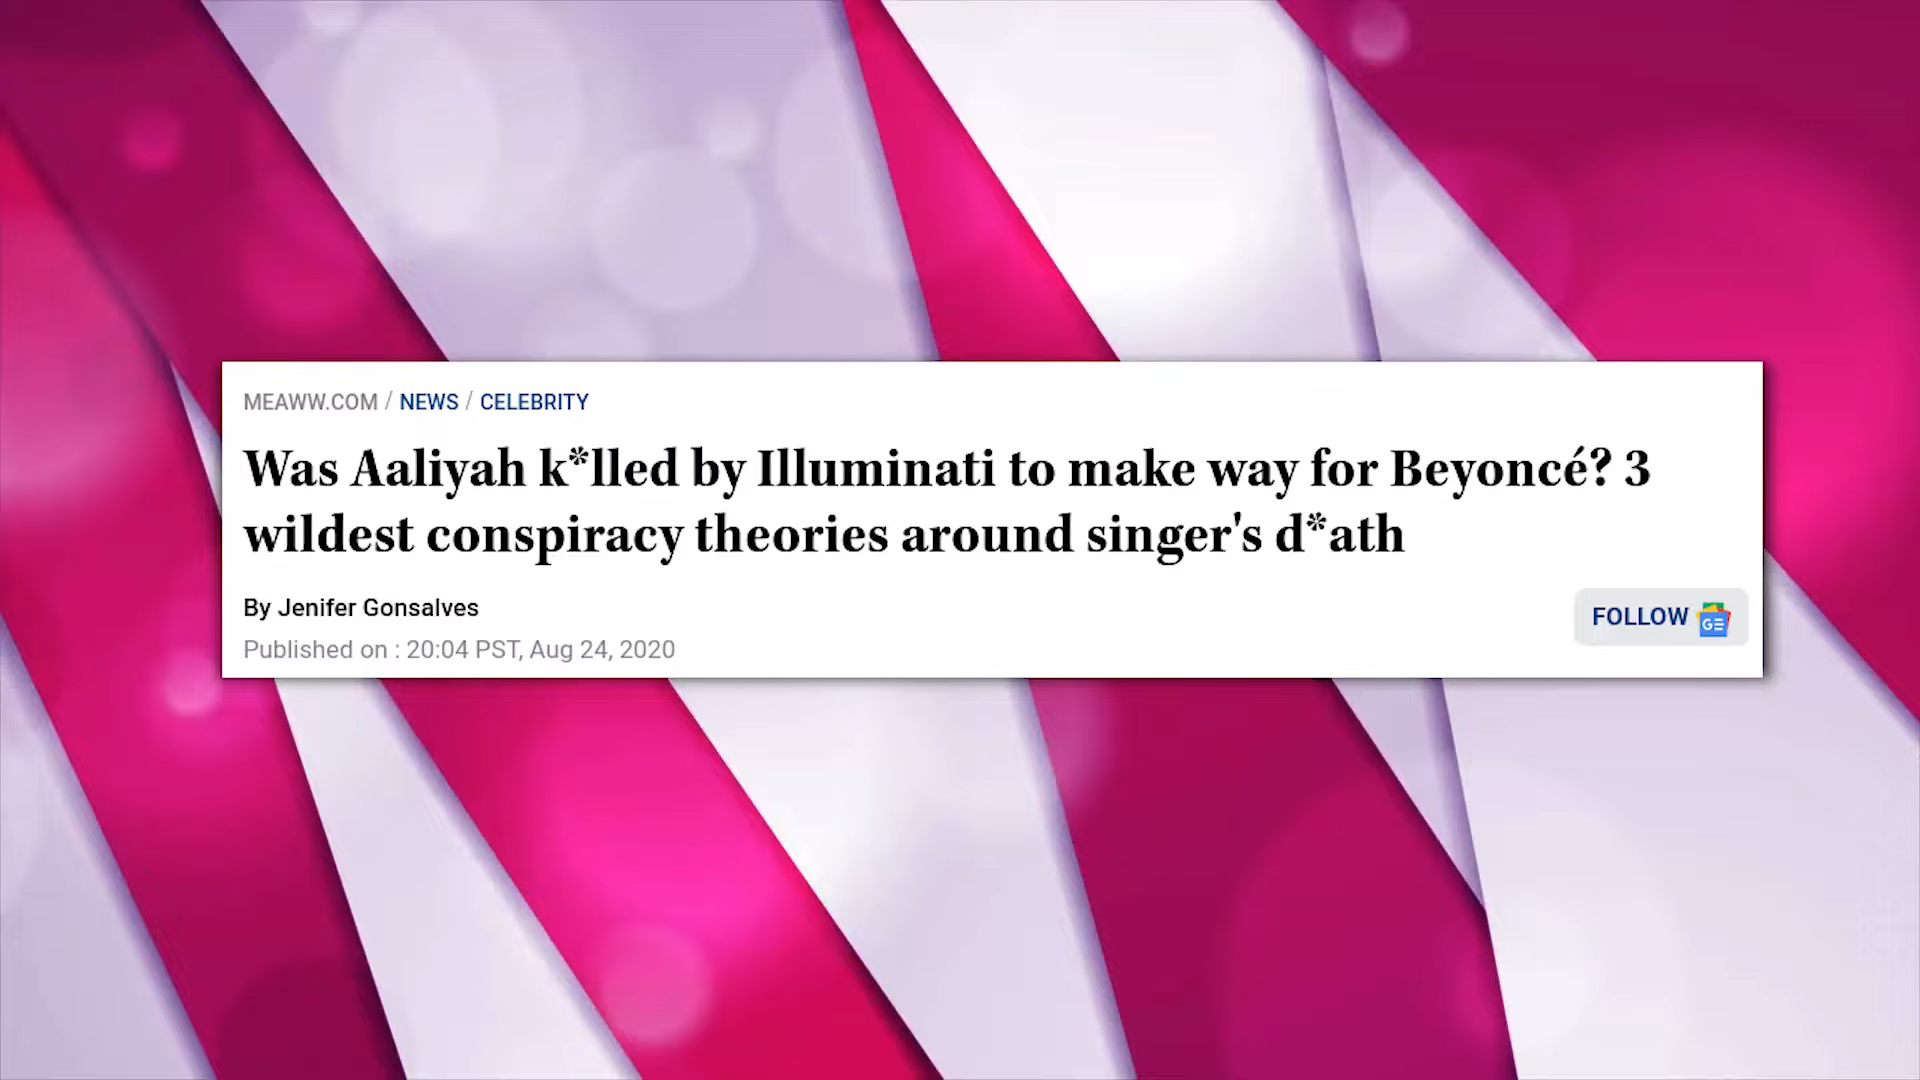 MEAWW.COM / NEWS / CELEBRITY
Was Aaliyah k*lled by Illuminati to make way for Beyoncé? 3
wildest conspiracy theories around singer's d*ath
By Jenifer Gonsalves
Published on : 20:04 PST, Aug 24, 2020
FOLLOW GE